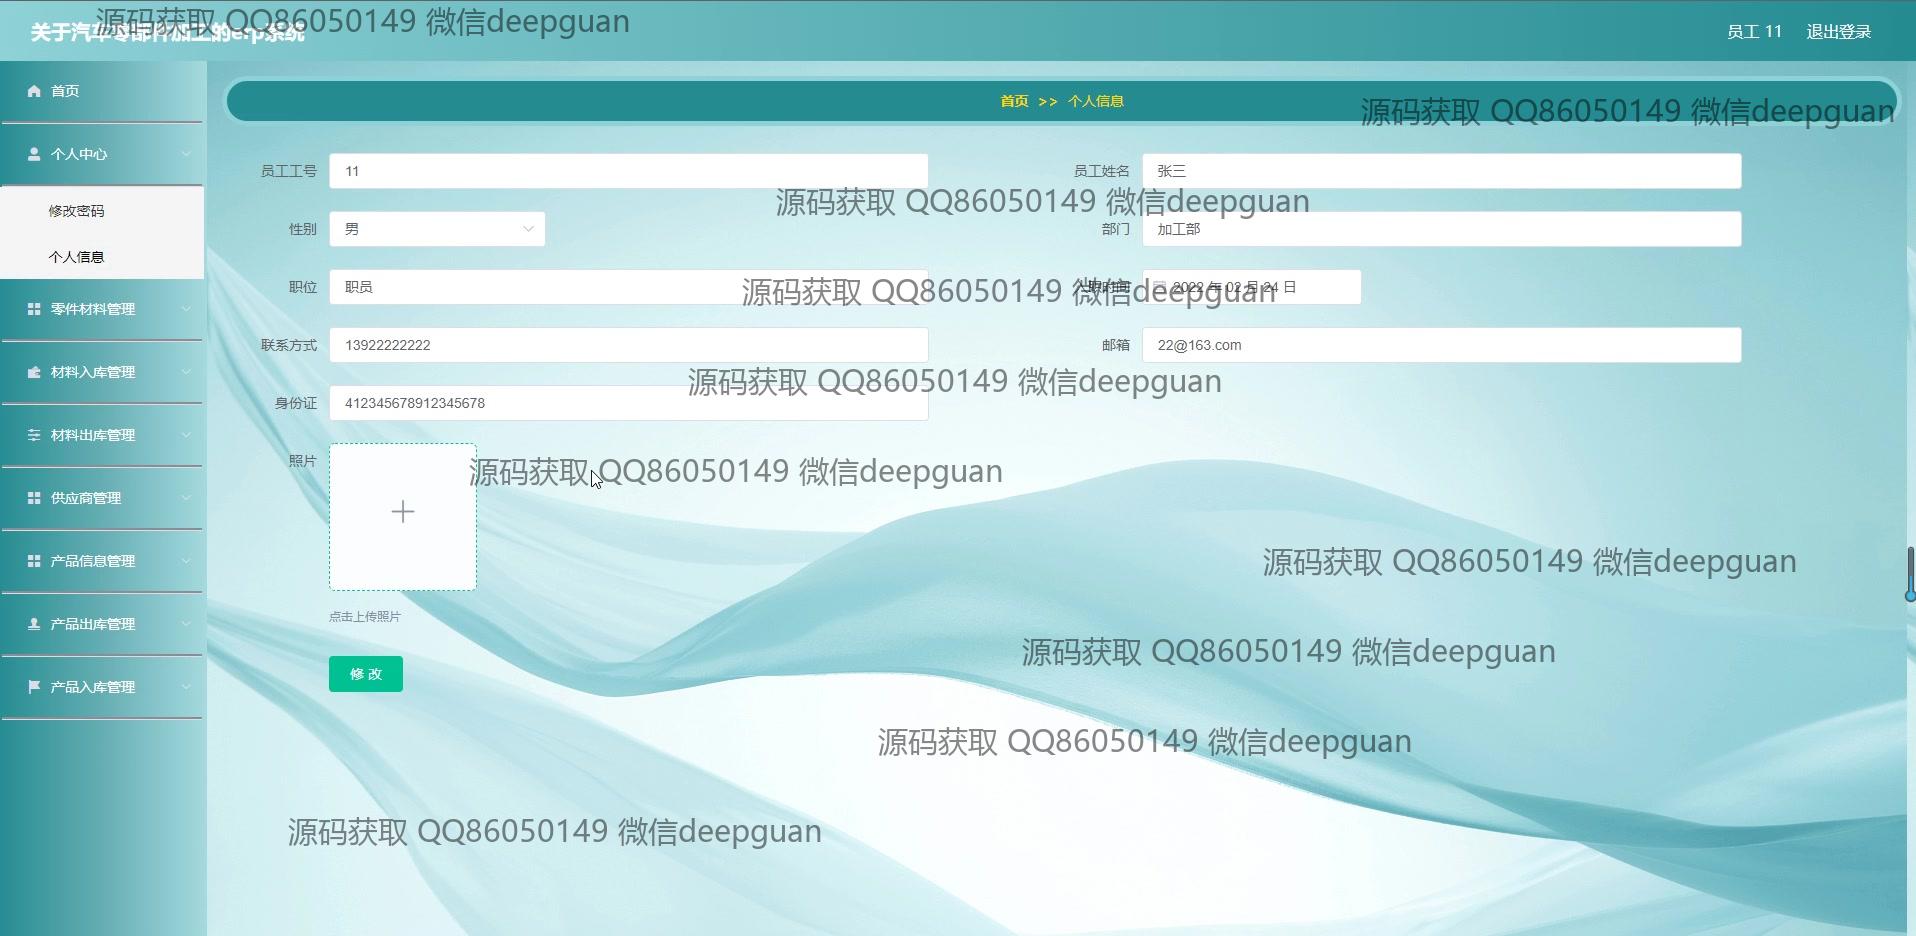 关于汽车零部件加工的erp系统
源码获取 QQ86050149 微信deepguan
员工 11
退出登录
首页
首页 >> 个人信息
源码获取 QQ86050149 微信deepguan
个人中心
员工工号
11
员工姓名
张三
源码获取 QQ86050149 微信deepguan
修改密码
性别
男
部门
加工部
个人信息
职位
职员
入职时间
2022 年 02 月 24 日
源码获取 QQ86050149 微信deepguan
零件材料管理
联系方式
13922222222
邮箱
22@163.com
材料入库管理
源码获取 QQ86050149 微信deepguan
身份证
412345678912345678
材料出库管理
照片
源码获取 QQ86050149 微信deepguan
供应商管理
产品信息管理
源码获取 QQ86050149 微信deepguan
点击上传照片
产品出库管理
源码获取 QQ86050149 微信deepguan
修 改
产品入库管理
源码获取 QQ86050149 微信deepguan
源码获取 QQ86050149 微信deepguan